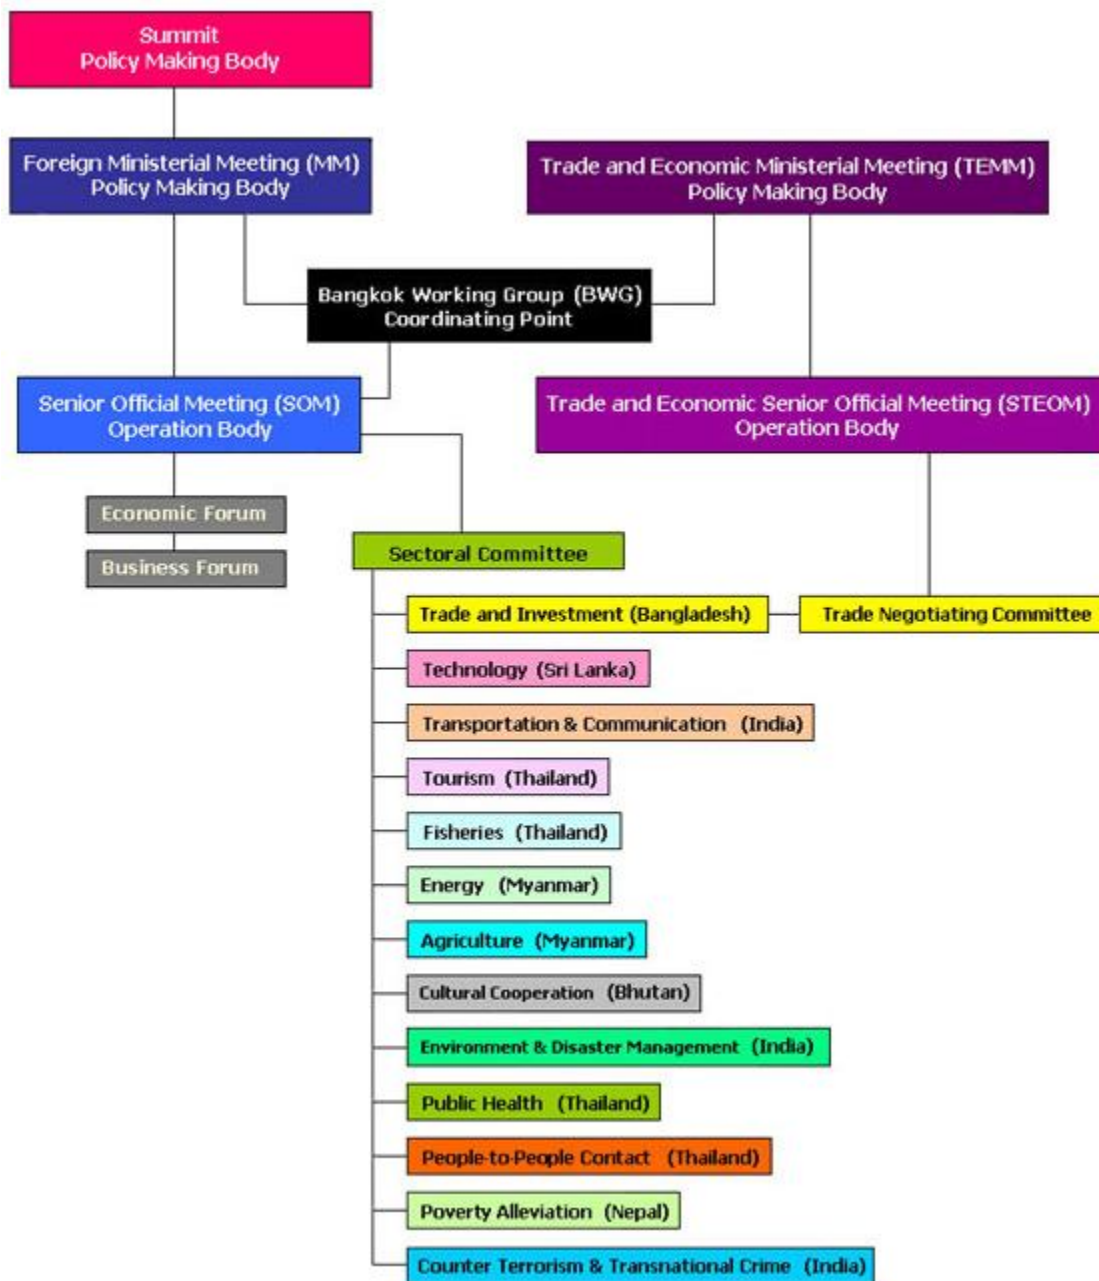 Summit
Policy Making Body
Foreign Ministerial Meeting (MM)
Policy Making Body
Trade and Economic Ministerial Meeting (TEMM)
Policy Making Body
Bangkok Working Group (BWG)
Coordinating Point
Senior Official Meeting (SOM)
Operation Body
Trade and Economic Senior Official Meeting (STEOM)
Operation Body
Economic Forum
Business Forum
Sectoral Committee
Trade and Investment (Bangladesh)
Trade Negotiating Committee
Technology (Sri Lanka)
Transportation & Communication (India)
Tourism (Thailand)
Fisheries (Thailand)
Energy (Myanmar)
Agriculture (Myanmar)
Cultural Cooperation (Bhutan)
Environment & Disaster Management (India)
Public Health (Thailand)
People-to-People Contact (Thailand)
Poverty Alleviation (Nepal)
Counter Terrorism & Transnational Crime (India)